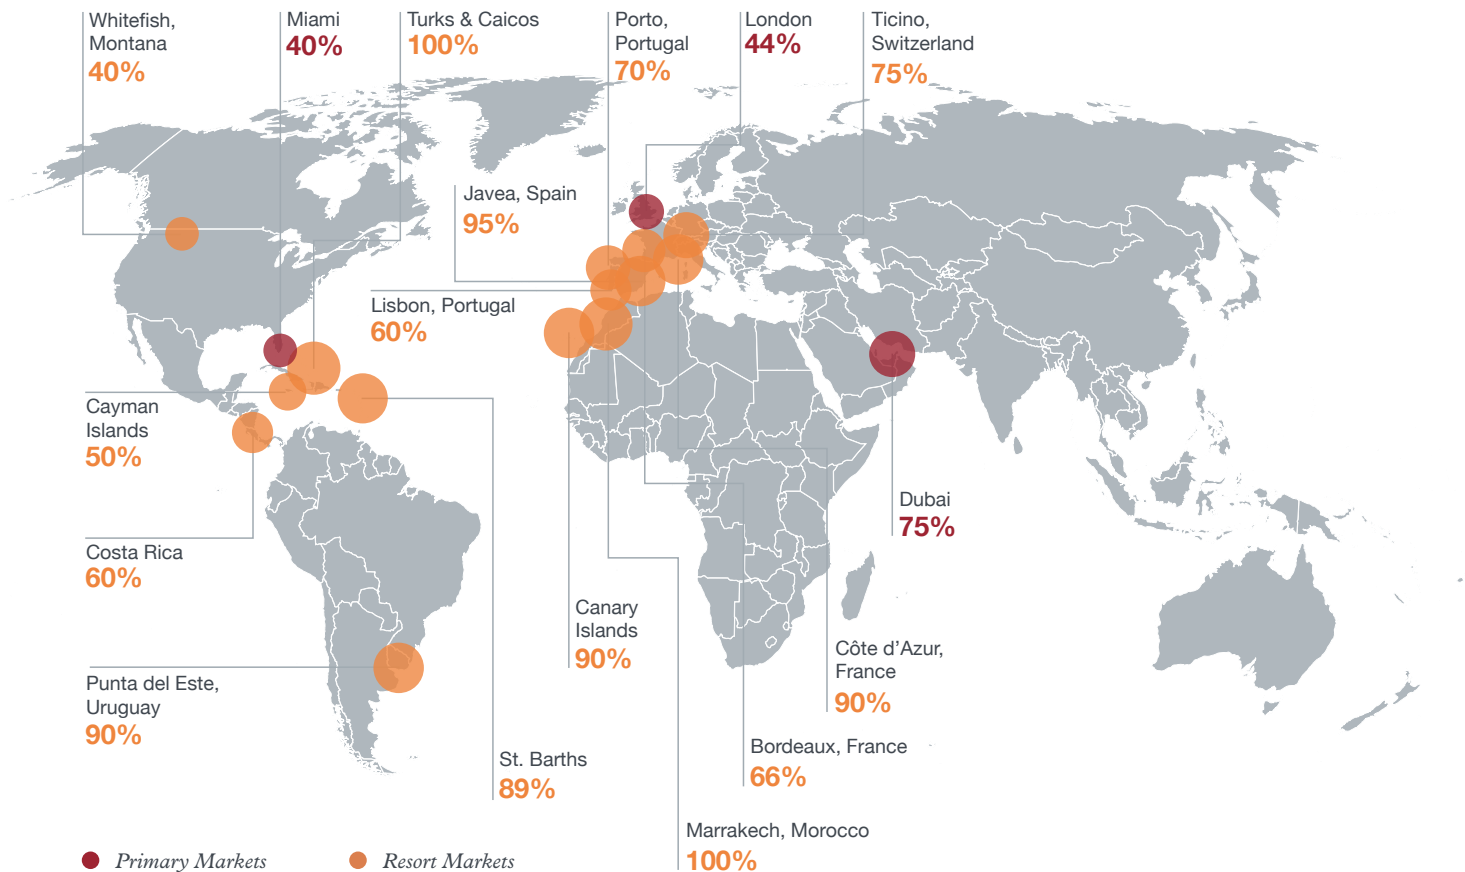 Whitefish,
Montana
40%
Miami
40%
Turks & Caicos
100%
Porto,
Portugal
70%
London
44%
Ticino,
Switzerland
75%
Javea, Spain
95%
Lisbon, Portugal
60%
Cayman
Islands
50%
Costa Rica
60%
Punta del Este,
Uruguay
90%
St. Barths
89%
Canary
Islands
90%
Dubai
75%
Côte d’Azur,
France
90%
Bordeaux, France
66%
Marrakech, Morocco
100%
Primary Markets
Resort Markets